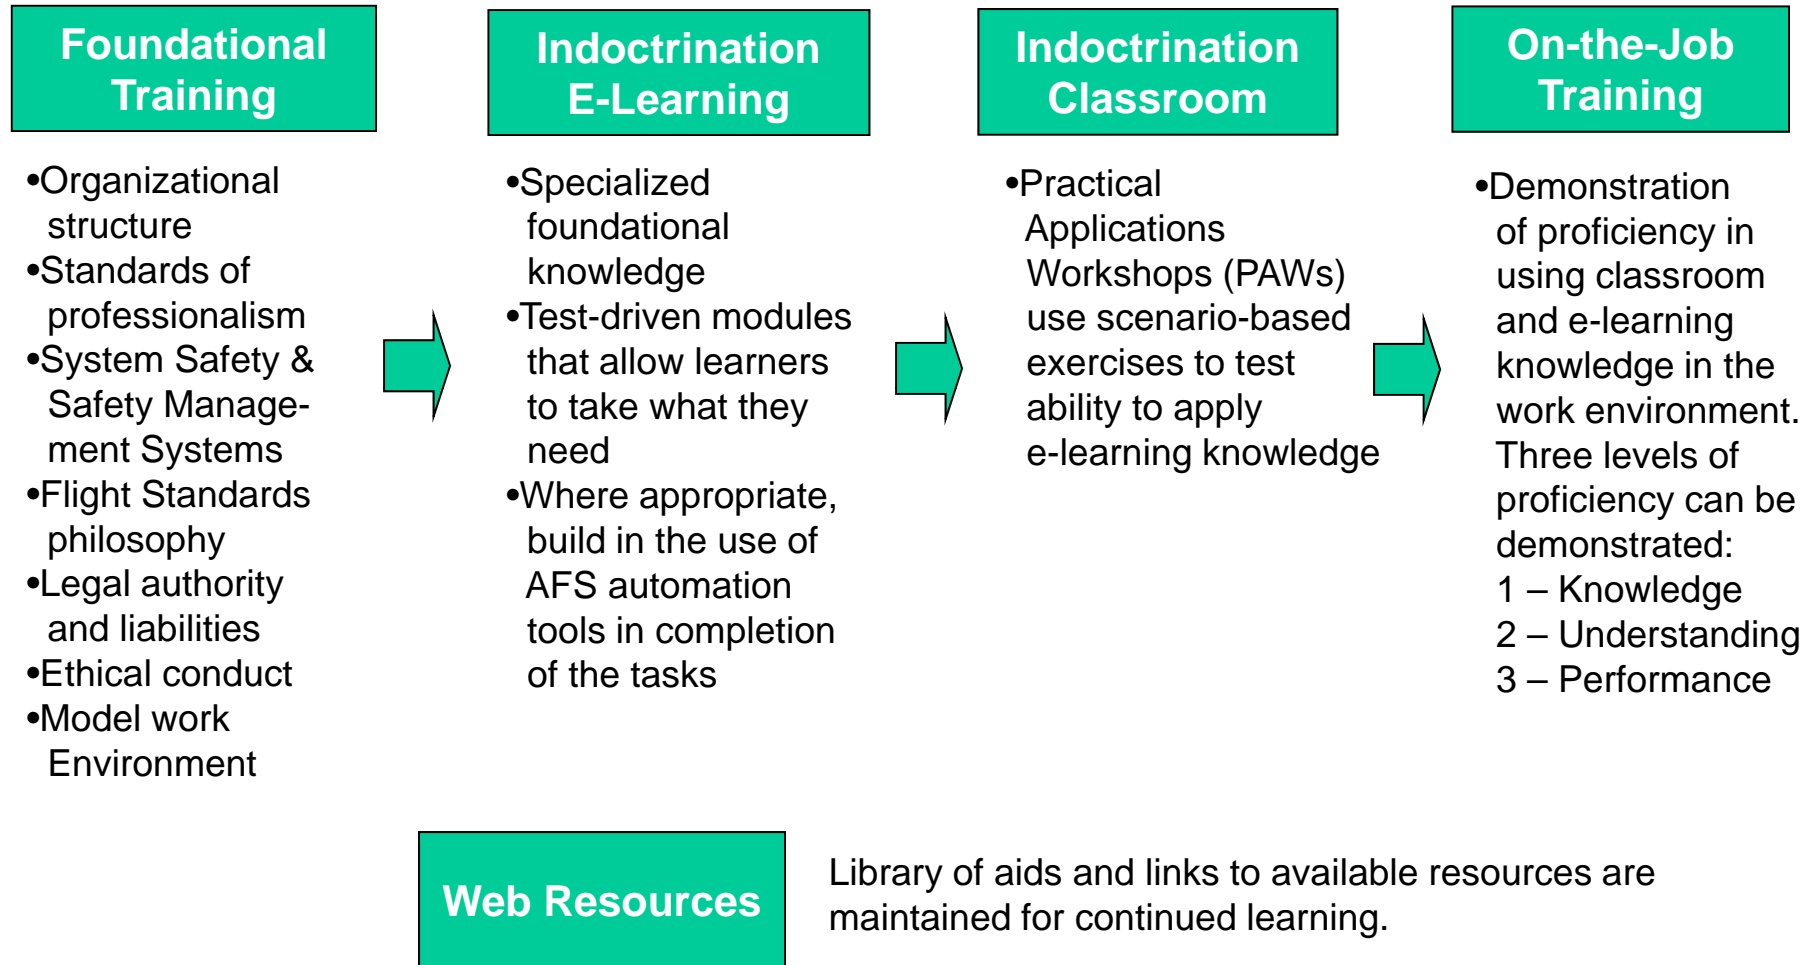 Foundational
Training
•Organizational
structure
•Standards of
professionalism
•System Safety &
Safety Manage-
ment Systems
•Flight Standards
philosophy
•Legal authority
and liabilities
•Ethical conduct
•Model work
Environment
Indoctrination
E-Learning
•Specialized
foundational
knowledge
•Test-driven modules
that allow learners
to take what they
need
•Where appropriate,
build in the use of
AFS automation
tools in completion
of the tasks
Indoctrination
Classroom
•Practical
Applications
Workshops (PAWs)
use scenario-based
exercises to test
ability to apply
e-learning knowledge
On-the-Job
Training
•Demonstration
of proficiency in
using classroom
and e-learning
knowledge in the
work environment.
Three levels of
proficiency can be
demonstrated:
1 – Knowledge
2 – Understanding
3 – Performance
Web Resources
Library of aids and links to available resources are
maintained for continued learning.